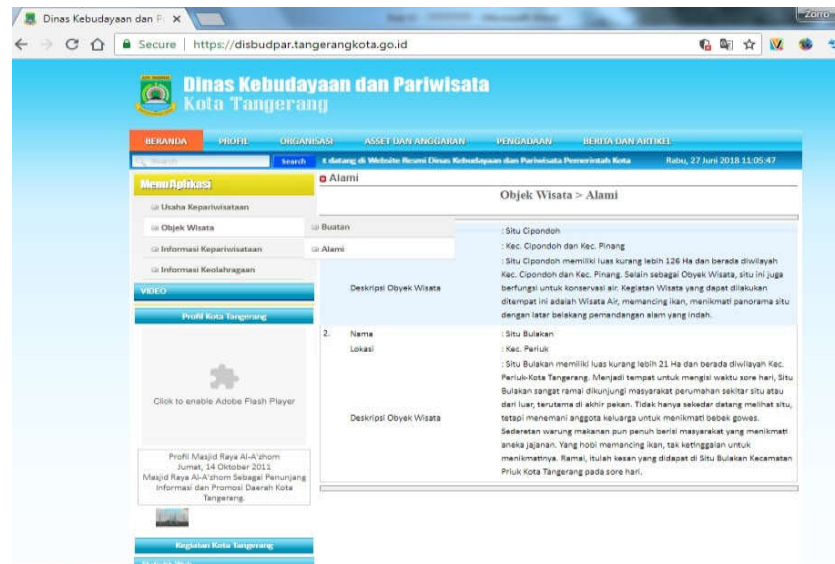 Dinas Kebudayaan dan P
Zorro
Secure | https://disbudpar.tangerangkota.go.id
Dinas Kebudayaan dan Pariwisata
Kota Tangerang
BERANDA PROFIL ORGANISASI ASSET DAN ANGGARAN PENGADAAN BERITA DAN ARTIKEL
Search Search t datang di Website Resmi Dinas Kebudayaan dan Pariwisata Pemerintah Kota Rabu, 27 Juni 2018 11:05:47
Menu Aplikasi
Usaha Kepariwisataan
Objek Wisata
Informasi Kepariwisataan
Informasi Keolahragaan
Buatan
Alami
VIDEO
Profil Kota Tangerang
Click to enable Adobe Flash Player
Profil Masjid Raya Al-A'zhom
Jumat, 14 Oktober 2011
Masjid Raya Al-A'zhom Sebagai Penunjang
Informasi dan Promosi Daerah Kota
Tangerang.
Kegiatan Kota Tangerang
Alami
Objek Wisata > Alami
: Situ Cipondoh
: Kec. Cipondoh dan Kec. Pinang
Deskripsi Obyek Wisata
: Situ Cipondoh memiliki luas kurang lebih 126 Ha dan berada diwilayah
Kec. Cipondoh dan Kec. Pinang. Selain sebagai Obyek Wisata, situ ini juga
berfungsi untuk konservasi air. Kegiatan Wisata yang dapat dilakukan
ditempat ini adalah Wisata Air, memancing ikan, menikmati panorama situ
dengan latar belakang pemandangan alam yang indah.
2. Nama : Situ Bulakan
Lokasi : Kec. Periuk
Deskripsi Obyek Wisata
: Situ Bulakan memiliki luas kurang lebih 21 Ha dan berada diwilayah Kec.
Periuk-Kota Tangerang. Menjadi tempat untuk mengisi waktu sore hari, Situ
Bulakan sangat ramai dikunjungi masyarakat perumahan sekitar situ atau
dari luar, terutama di akhir pekan. Tidak hanya sekedar datang melihat situ,
tetapi menemani anggota keluarga untuk menikmati bebek gowes.
Sederetan warung makanan pun penuh berisi masyarakat yang menikmati
aneka jajanan. Yang hobi memancing ikan, tak ketinggalan untuk
menikmatinya. Ramai, itulah kesan yang didapat di Situ Bulakan Kecamatan
Priuk Kota Tangerang pada sore hari.